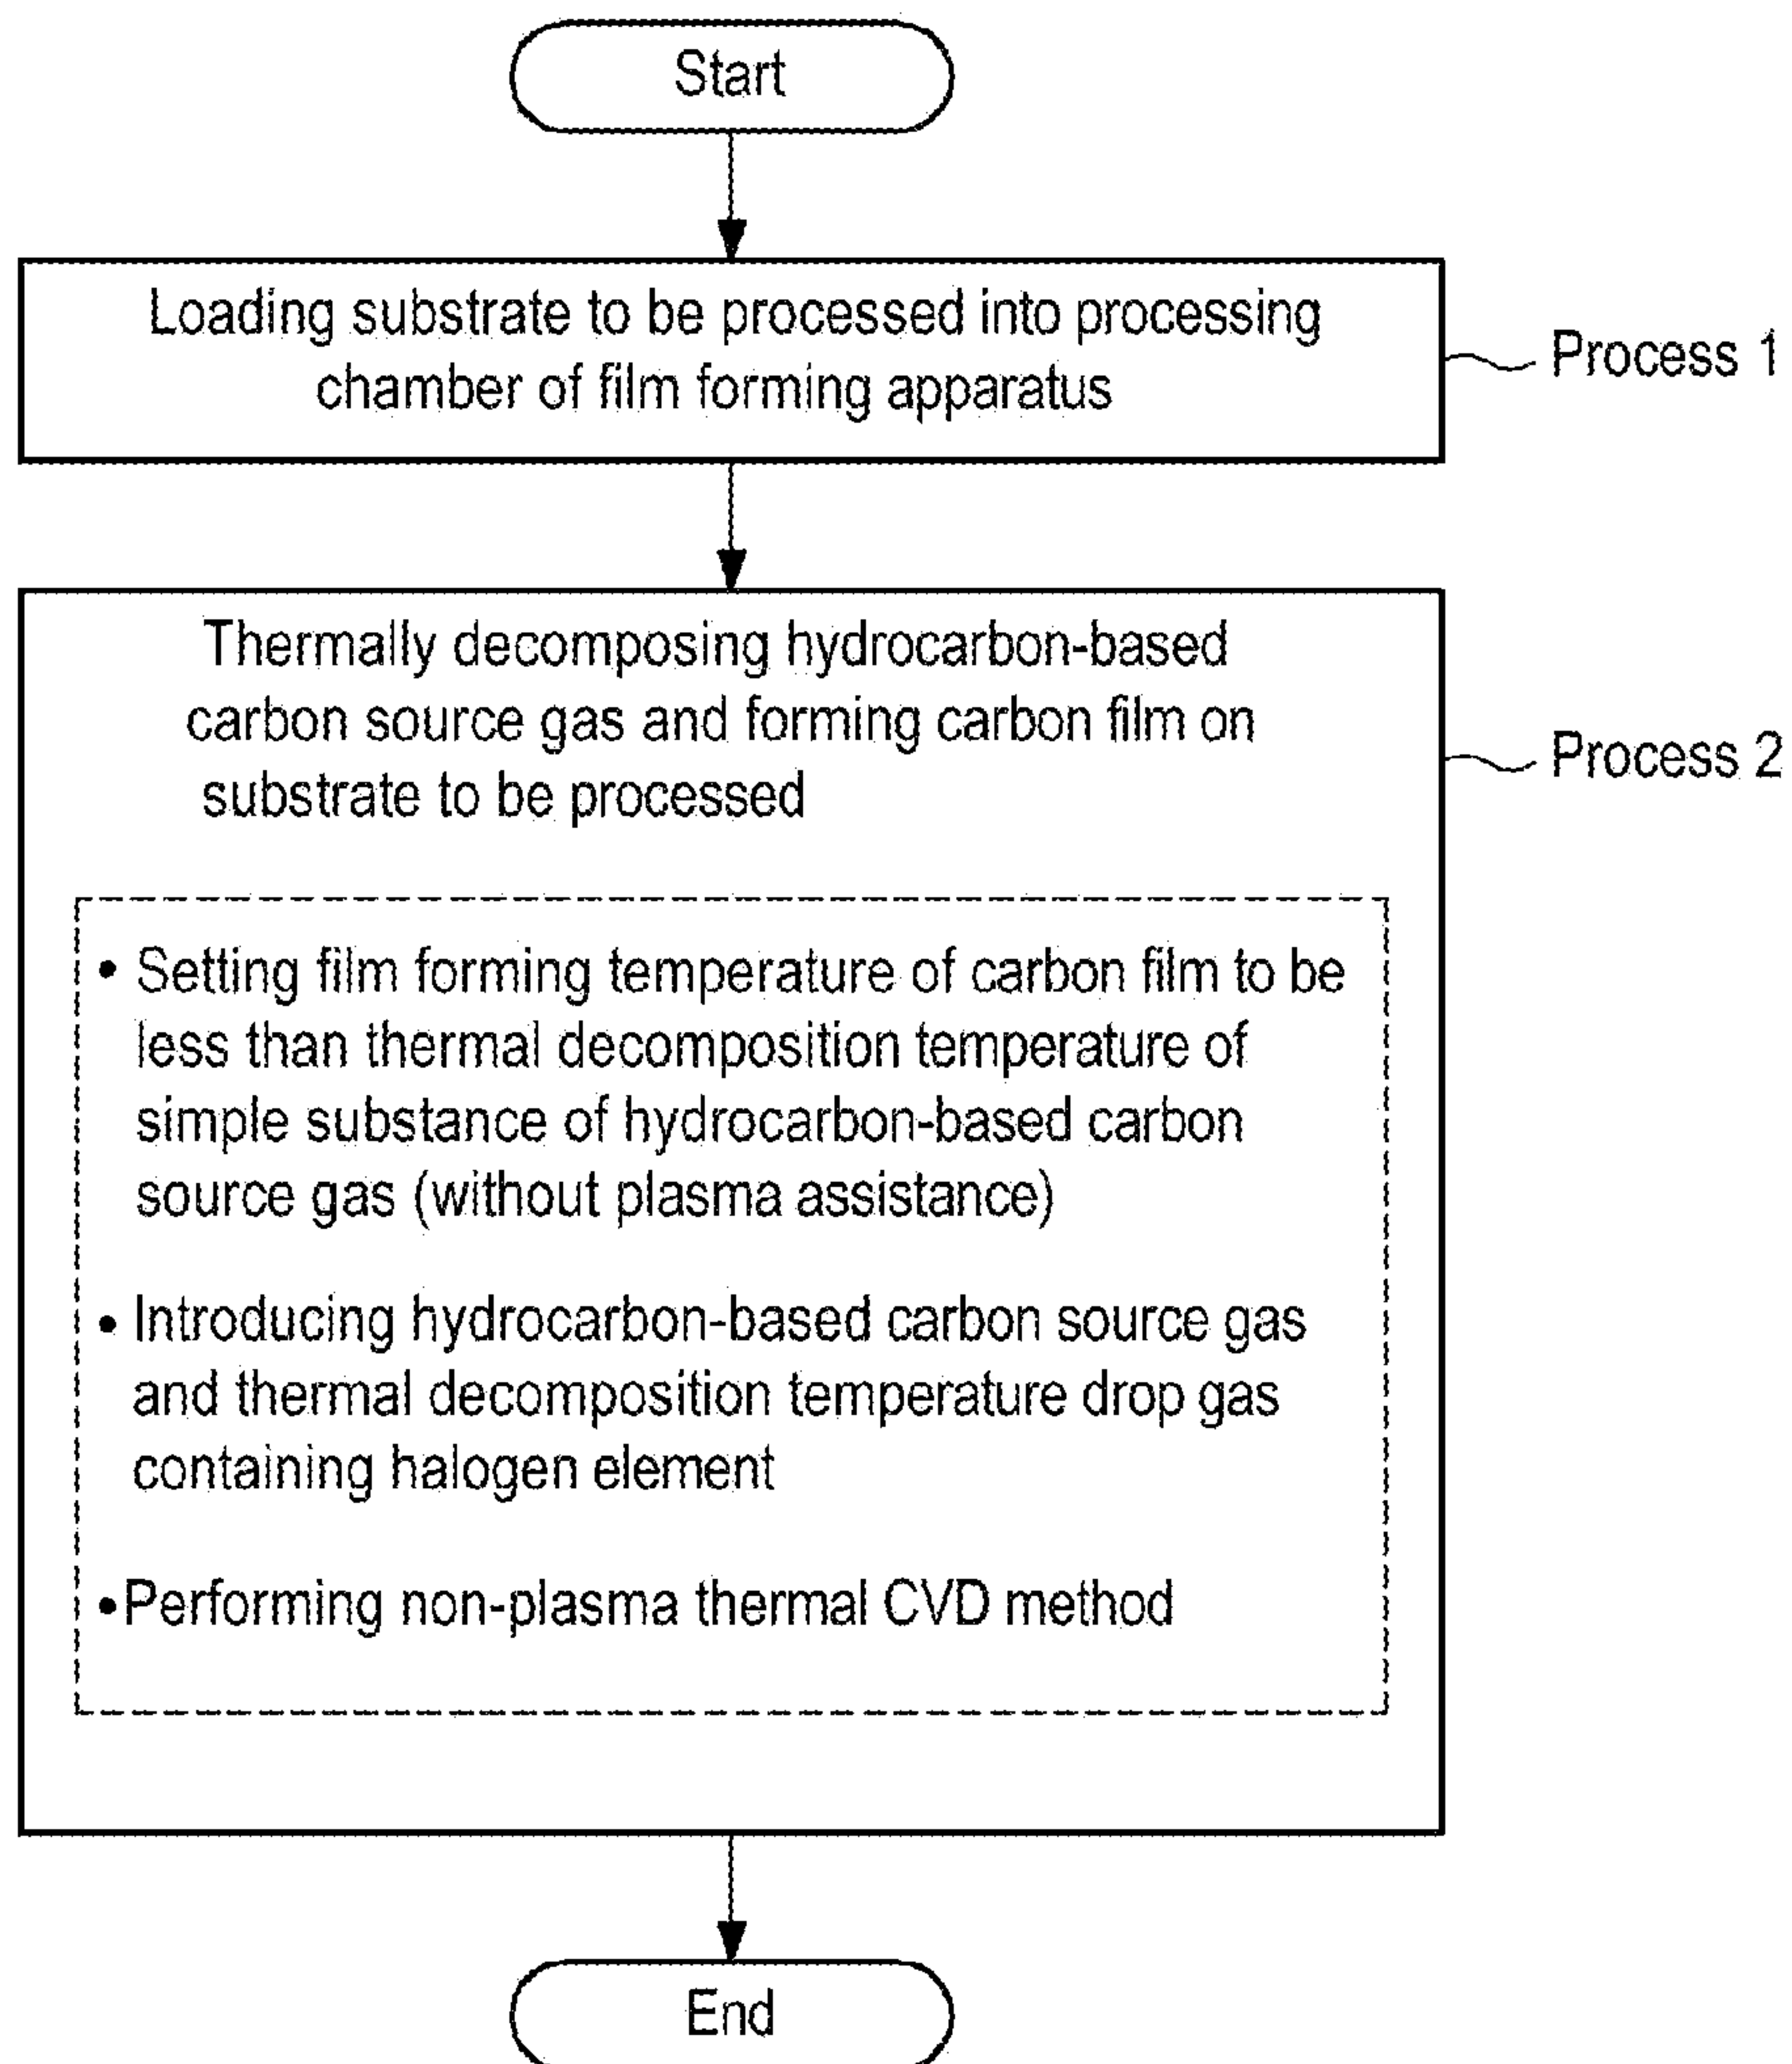 Start
Loading substrate to be processed into processing
chamber of film forming apparatus
Process 1
Thermally decomposing hydrocarbon-based
carbon source gas and forming carbon film on
substrate to be processed
Process 2
• Setting film forming temperature of carbon film to be
less than thermal decomposition temperature of
simple substance of hydrocarbon-based carbon
source gas (without plasma assistance)
• Introducing hydrocarbon-based carbon source gas
and thermal decomposition temperature drop gas
containing halogen element
• Performing non-plasma thermal CVD method
End